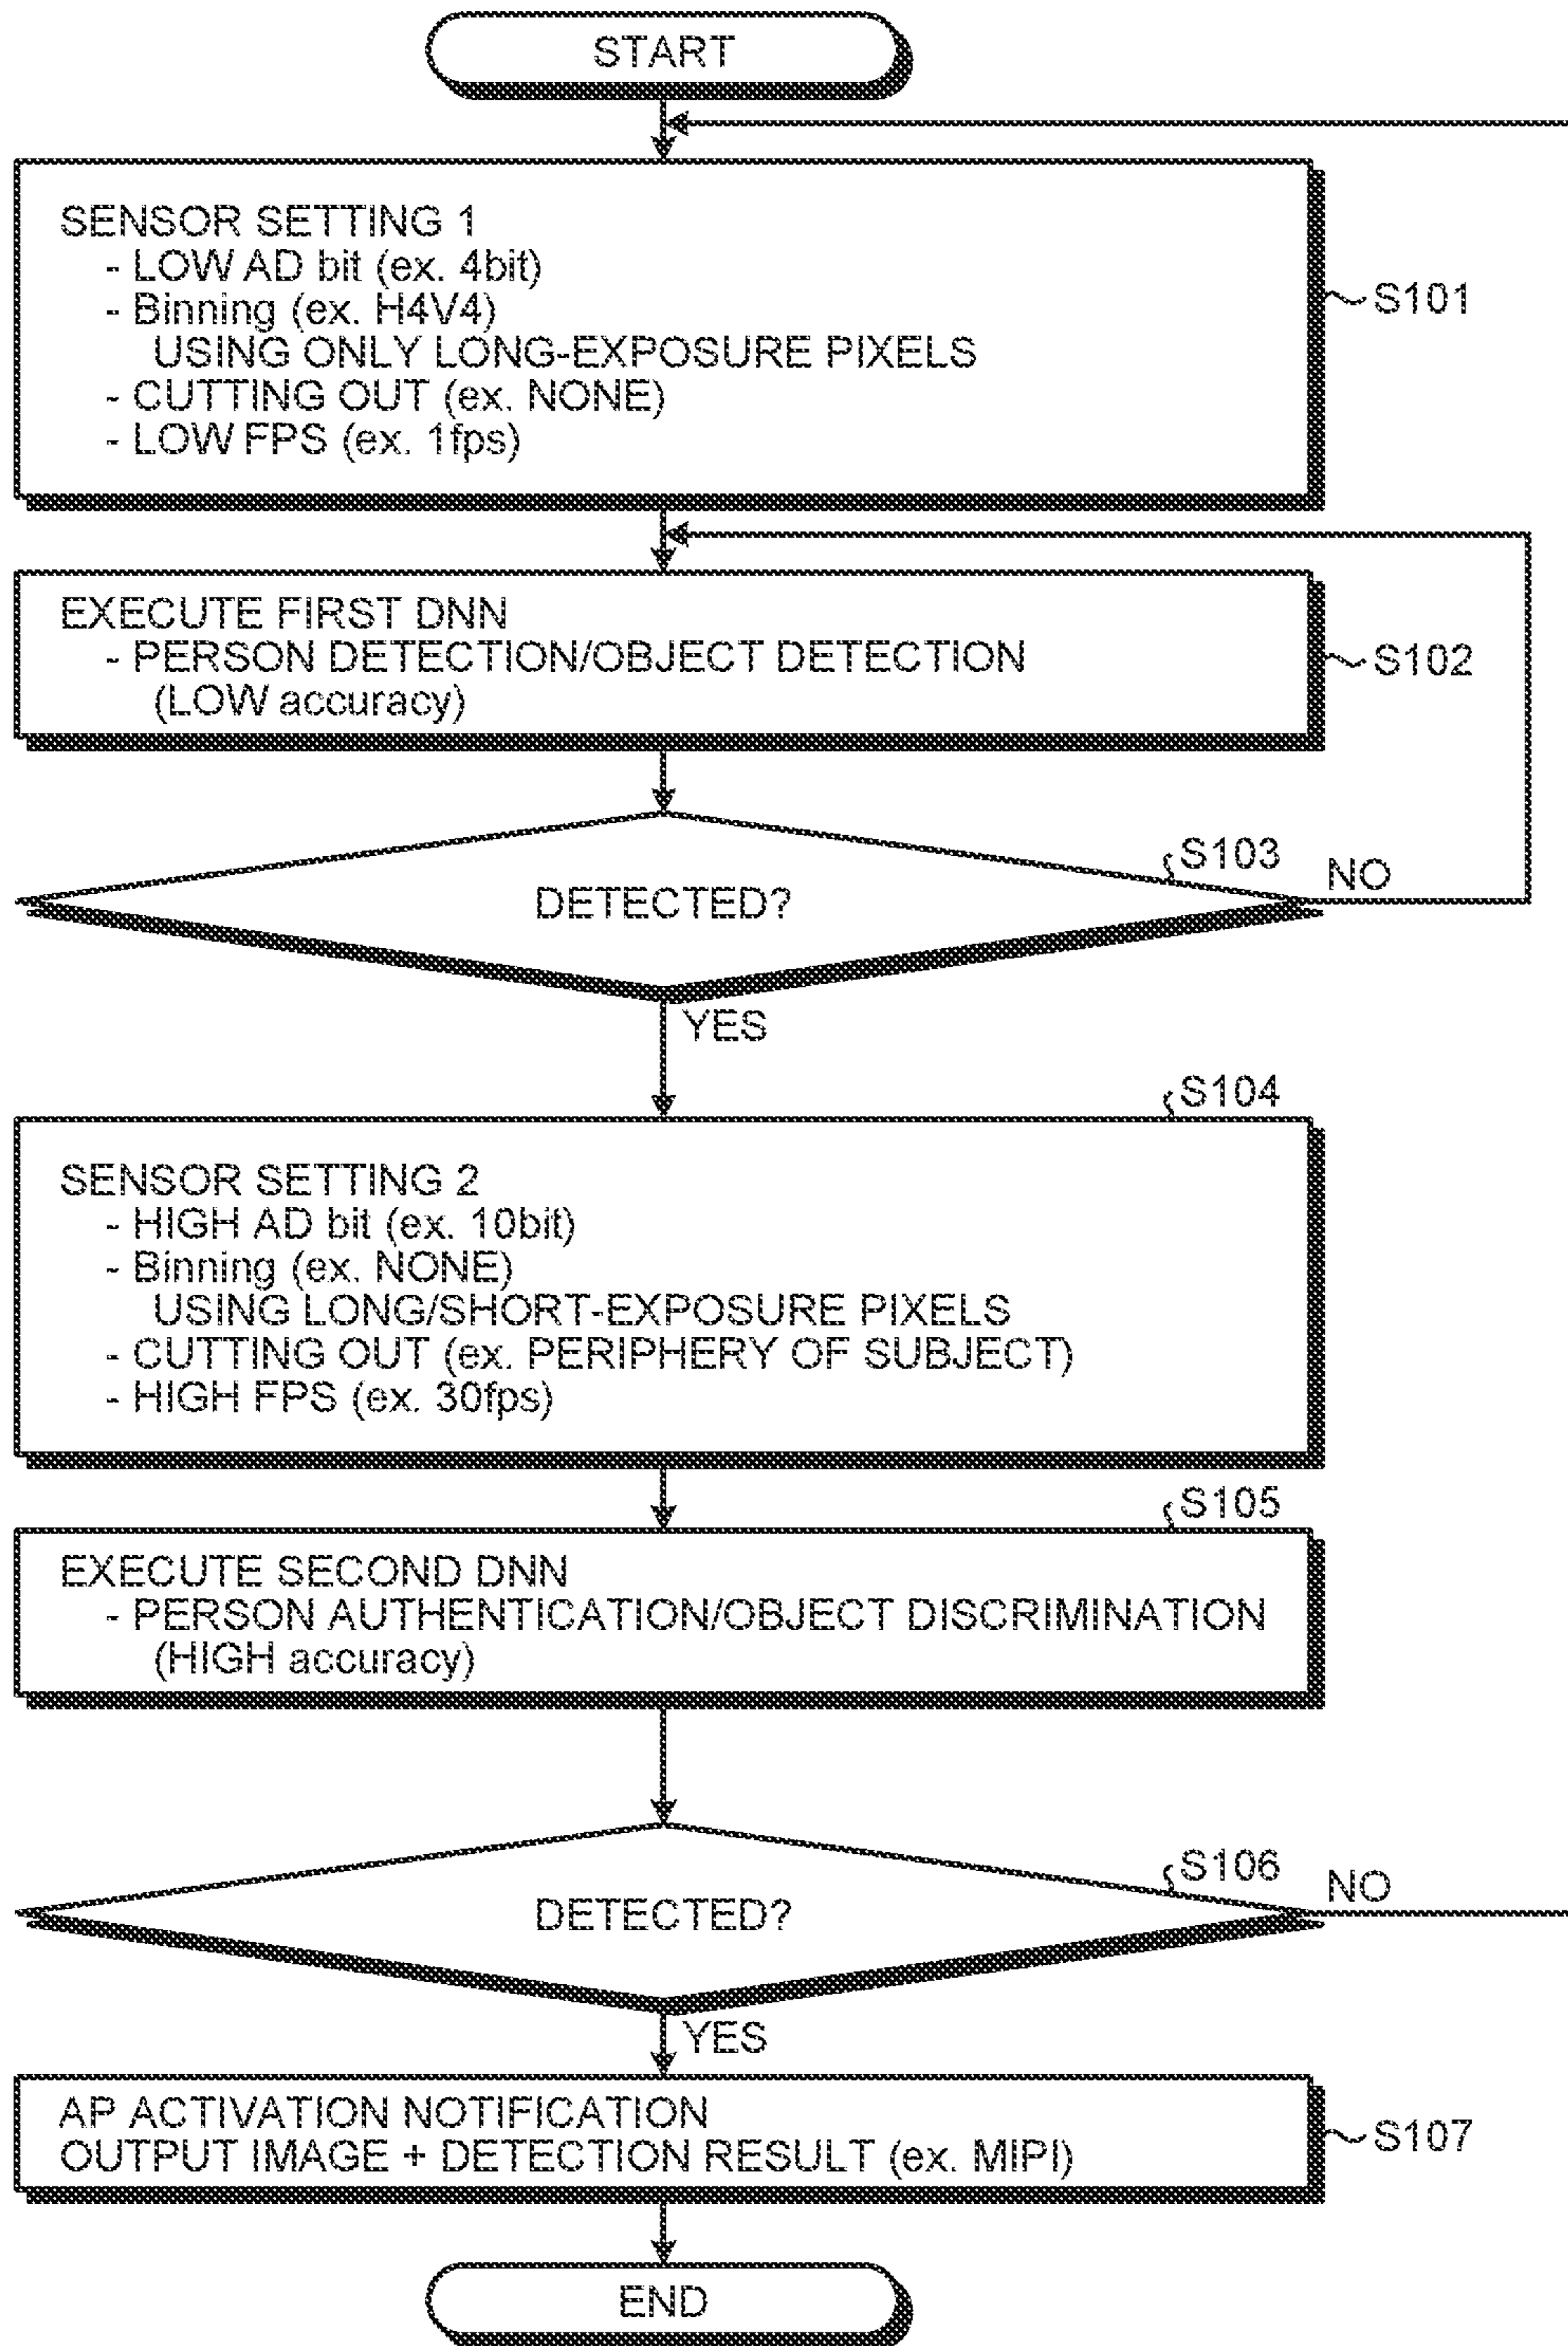 START
SENSOR SETTING 1
- LOW AD bit (ex. 4bit)
- Binning (ex. H4V4)
USING ONLY LONG-EXPOSURE PIXELS
- CUTTING OUT (ex. NONE)
- LOW FPS (ex. 1fps)
S101
EXECUTE FIRST DNN
- PERSON DETECTION/OBJECT DETECTION
(LOW accuracy)
S102
S103
NO
DETECTED?
YES
S104
SENSOR SETTING 2
- HIGH AD bit (ex. 10bit)
- Binning (ex. NONE)
USING LONG/SHORT-EXPOSURE PIXELS
- CUTTING OUT (ex. PERIPHERY OF SUBJECT)
- HIGH FPS (ex. 30fps)
S105
EXECUTE SECOND DNN
- PERSON AUTHENTICATION/OBJECT DISCRIMINATION
(HIGH accuracy)
S106
NO
DETECTED?
YES
AP ACTIVATION NOTIFICATION
OUTPUT IMAGE + DETECTION RESULT (ex. MIPI)
S107
END